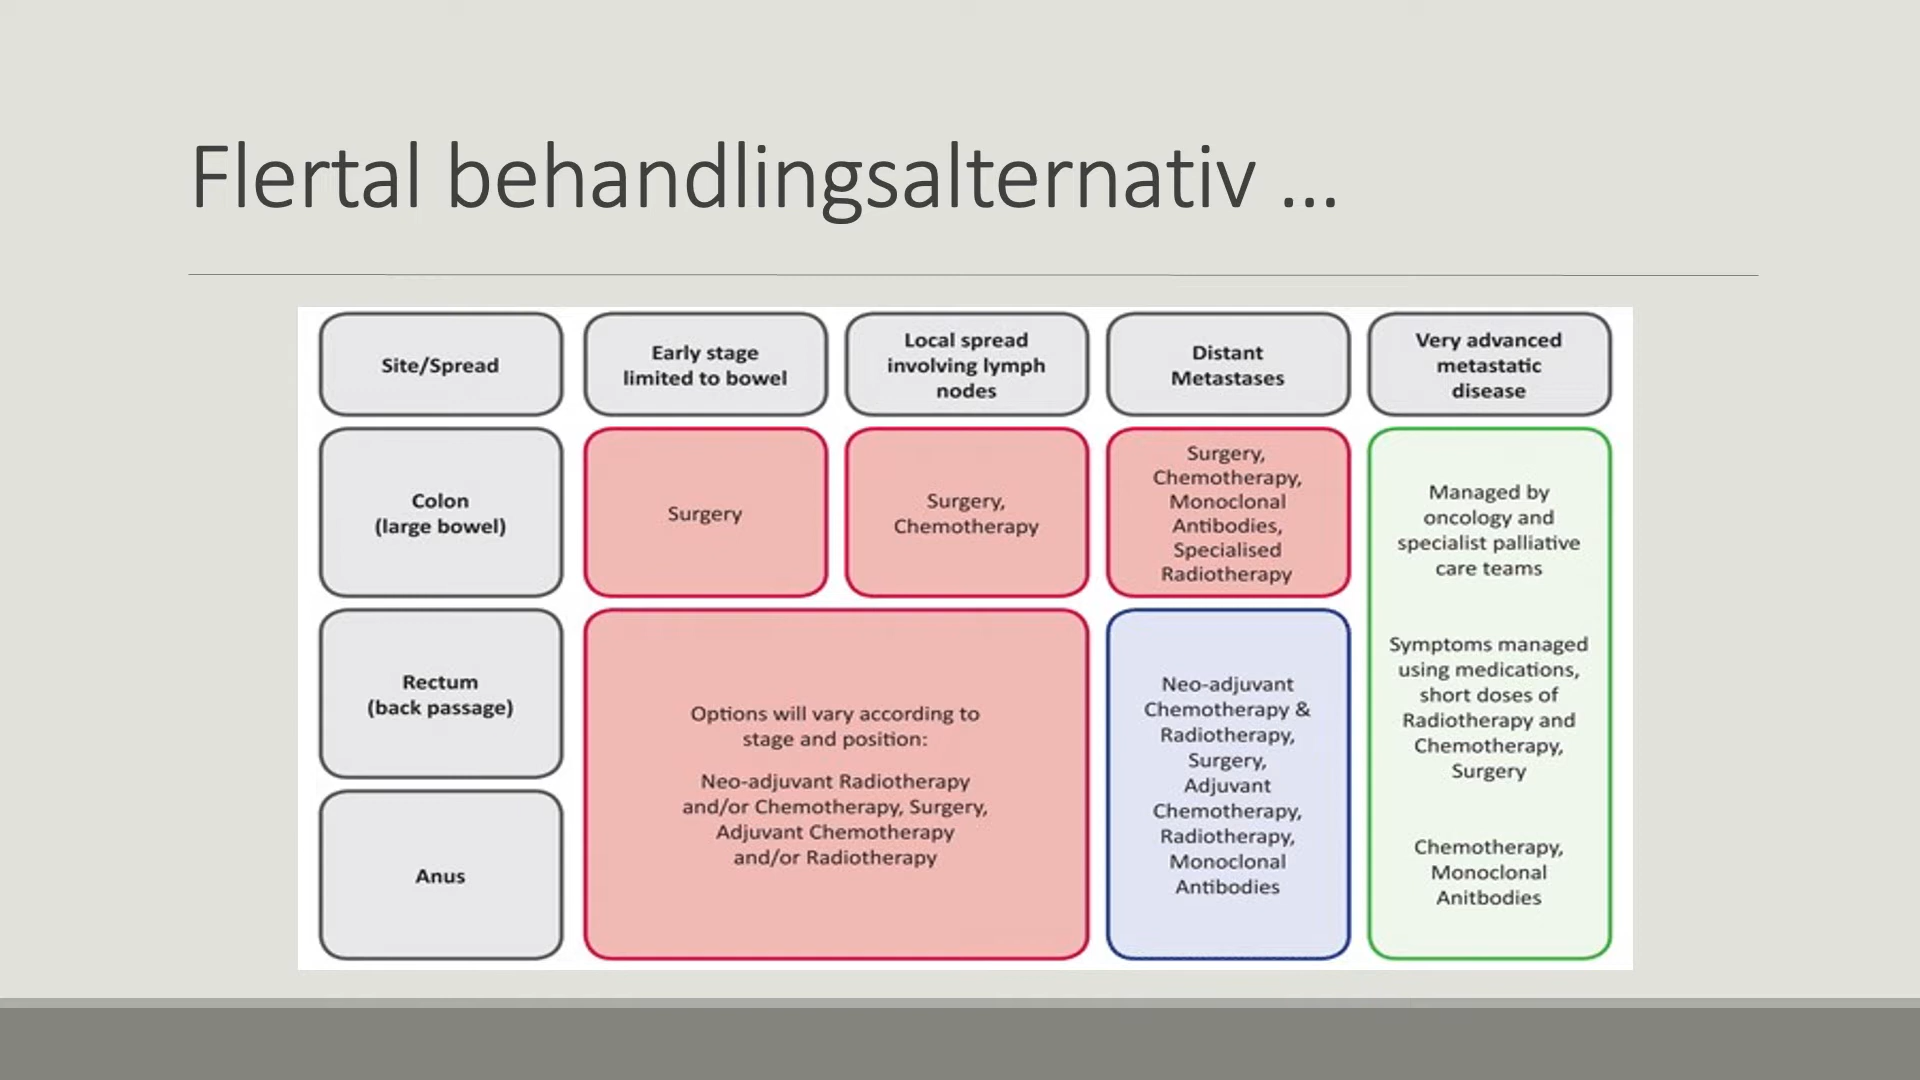 Flertal behandlingsalternativ ...
Site/Spread
Early stage
limited to bowel
Local spread
involving lymph
nodes
Distant
Metastases
Very advanced
metastatic
disease
Colon
(large bowel)
Surgery
Surgery,
Chemotherapy
Surgery,
Chemotherapy,
Monoclonal
Antibodies,
Specialised
Radiotherapy
Managed by
oncology and
specialist palliative
care teams
Symptoms managed
using medications,
short doses of
Radiotherapy and
Chemotherapy,
Surgery
Chemotherapy,
Monoclonal
Anitbodies
Rectum
(back passage)
Options will vary according to
stage and position:
Neo-adjuvant Radiotherapy
and/or Chemotherapy, Surgery,
Adjuvant Chemotherapy
and/or Radiotherapy
Neo-adjuvant
Chemotherapy &
Radiotherapy,
Surgery,
Adjuvant
Chemotherapy,
Radiotherapy,
Monoclonal
Antibodies
Anus